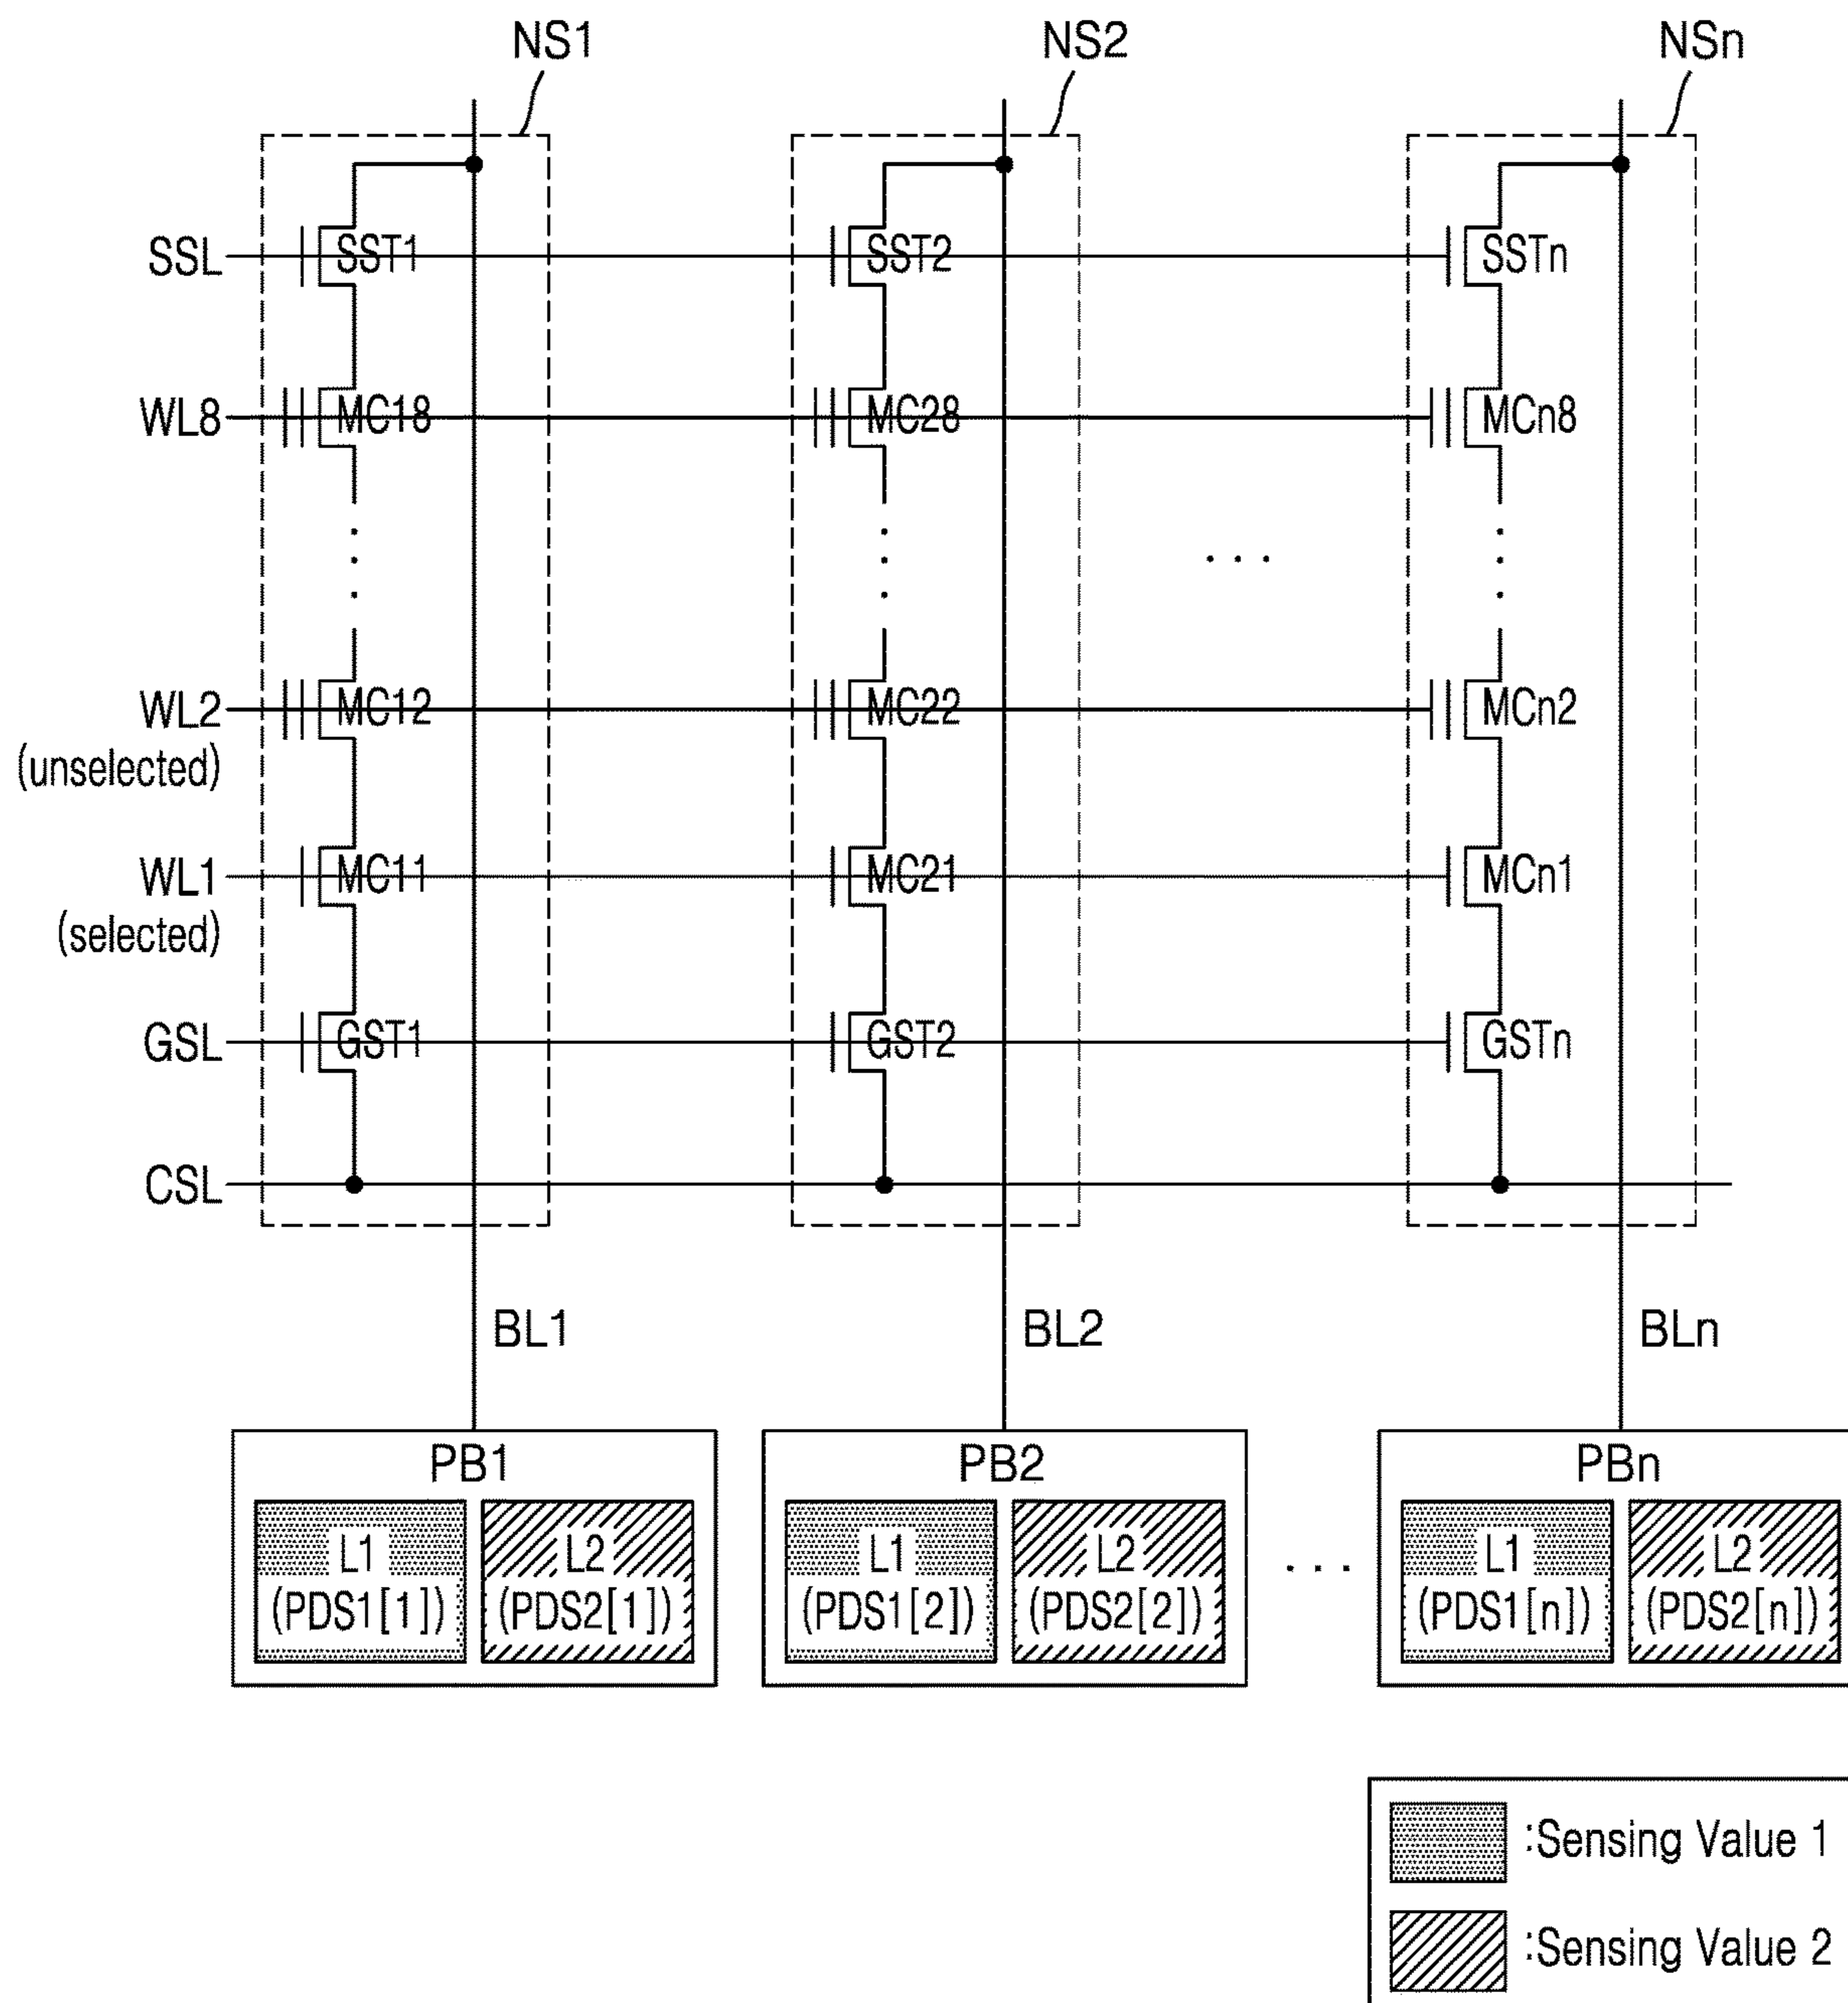 NS1 NS2 NSn
SSL SST1 SST2 SSTn
WL8 MC18 MC28 MCn8
. . .
WL2 MC12 MC22 MCn2
(unselected)
WL1 MC11 MC21 MCn1
(selected)
GSL GST1 GST2 GSTn
CSL
BL1 BL2 BLn
PB1 PB2 PBn
L1 L2 L1 L2 . . . L1 L2
(PDS1[1]) (PDS2[1]) (PDS1[2]) (PDS2[2]) (PDS1[n]) (PDS2[n])
:Sensing Value 1
:Sensing Value 2